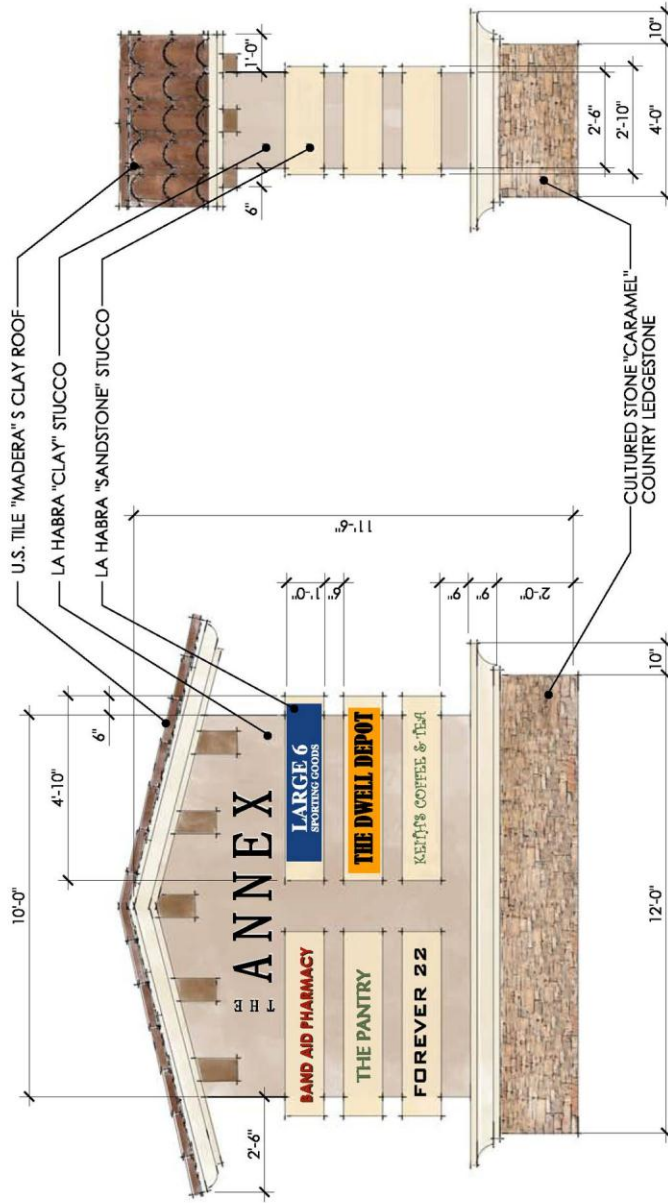 U.S. TILE "MADERA" S CLAY ROOF
LA HABRA "CLAY" STUCCO
LA HABRA "SANDSTONE" STUCCO
10'-0"
4'-10"
6"
2'-6"
THE ANNEX
BAND AID PHARMACY
THE PANTRY
FOREVER 22
LARGE 6
SPORTING GOODS
THE DWELL DEPOT
KEITH'S COFFEE & TEA
11'-6"
1'-0"
6"
9"
9"
2'-0"
10"
12'-0"
CULTURED STONE "CARAMEL"
COUNTRY LEDGESTONE
1'-0"
6"
2'-6"
2'-10"
4'-0"
10"